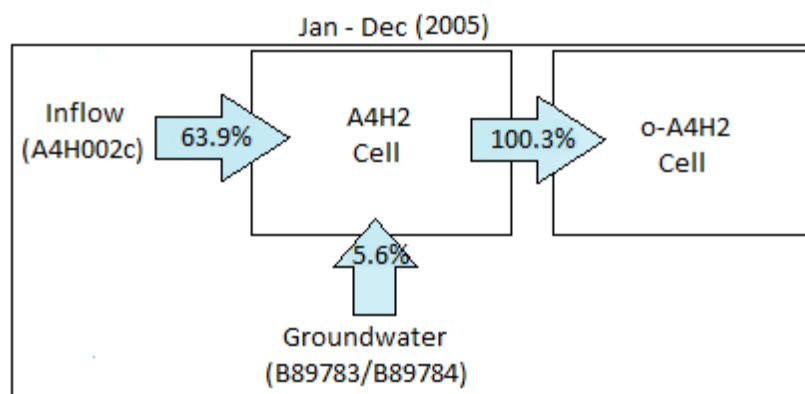 Jan - Dec (2005)
Inflow
(A4H002c)
63.9%
A4H2
Cell
100.3%
o-A4H2
Cell
5.6%
Groundwater
(B89783/B89784)